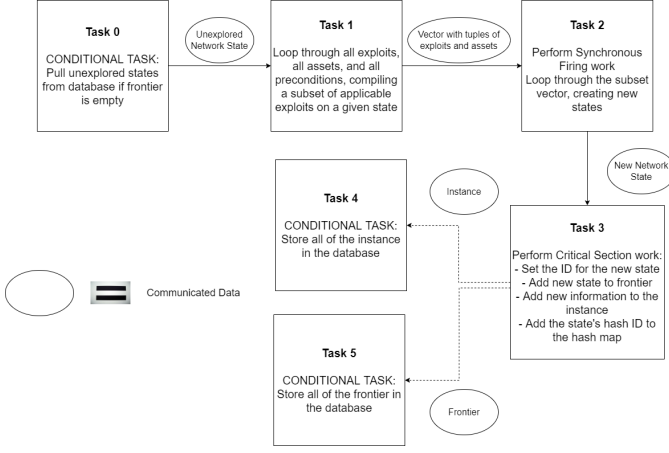 Task 0
CONDITIONAL TASK:
Pull unexplored states
from database if frontier
is empty
Unexplored
Network State
Task 1
Loop through all exploits,
all assets, and all
preconditions, compiling
a subset of applicable
exploits on a given state
Vector with tuples of
exploits and assets
Task 2
Perform Synchronous
Firing work
Loop through the subset
vector, creating new
states
New Network
State
Task 3
Perform Critical Section work:
- Set the ID for the new state
- Add new state to frontier
- Add new information to the
instance
- Add the state's hash ID to
the hash map
Instance
Task 4
CONDITIONAL TASK:
Store all of the instance
in the database
Communicated Data
Task 5
CONDITIONAL TASK:
Store all of the frontier in
the database
Frontier